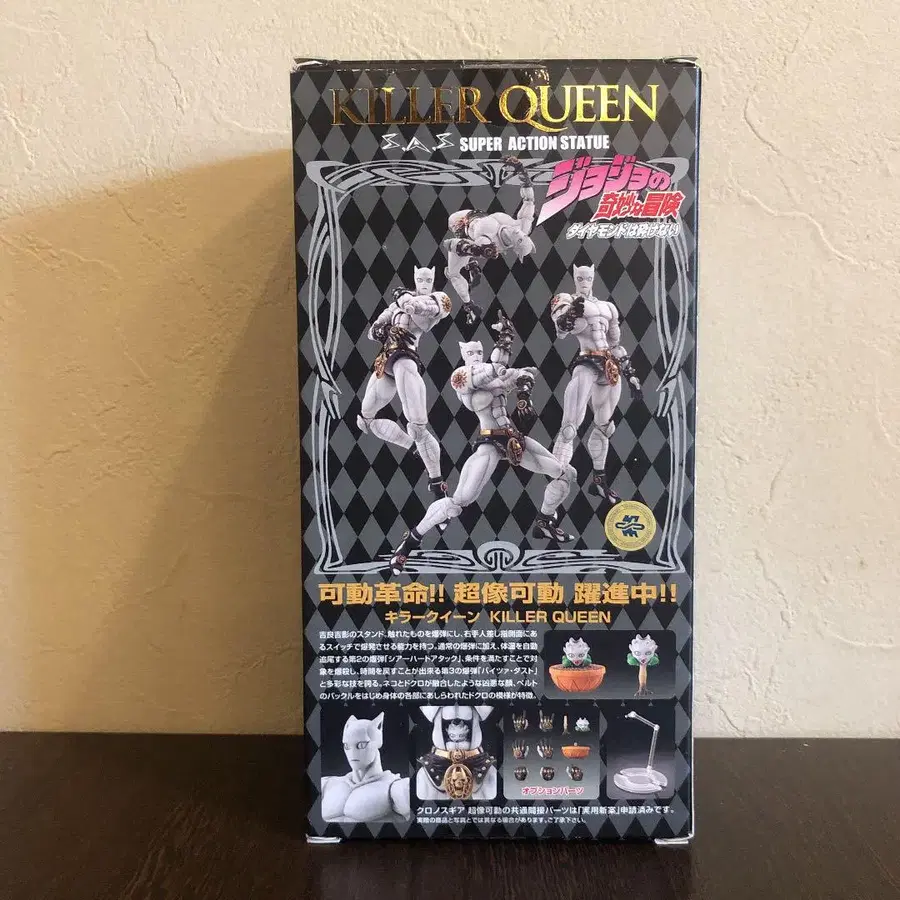 KILLER QUEEN
S.A.S SUPER ACTION STATUE
ジョジョの
奇妙な冒険
ダイヤモンドは砕けない
可動革命!! 超像可動 躍進中!!
キラークイーン KILLER QUEEN
吉良吉影のスタンド。触れたものを爆弾にし、右手人差し指側面にあ
るスイッチで爆発させる能力を持つ。通常の爆弾に加え、体温を自動
追尾する第2の爆弾「シアーハートアタック」、条件を満たすことで対
象を爆殺し、時間を戻すことが出来る第3の爆弾「バイツァ・ダスト」
と多彩な技を誇る。ネコとドクロが融合したような凶悪な顔、ベルト
のバックルをはじめ身体の各部にあしらわれたドクロの模様が特徴。
オプションパーツ
クロノスギア 超像可動の共通関接パーツは「実用新案」申請済みです。
実際の商品と写真とでは異なる場合があります。ご了承下さい。